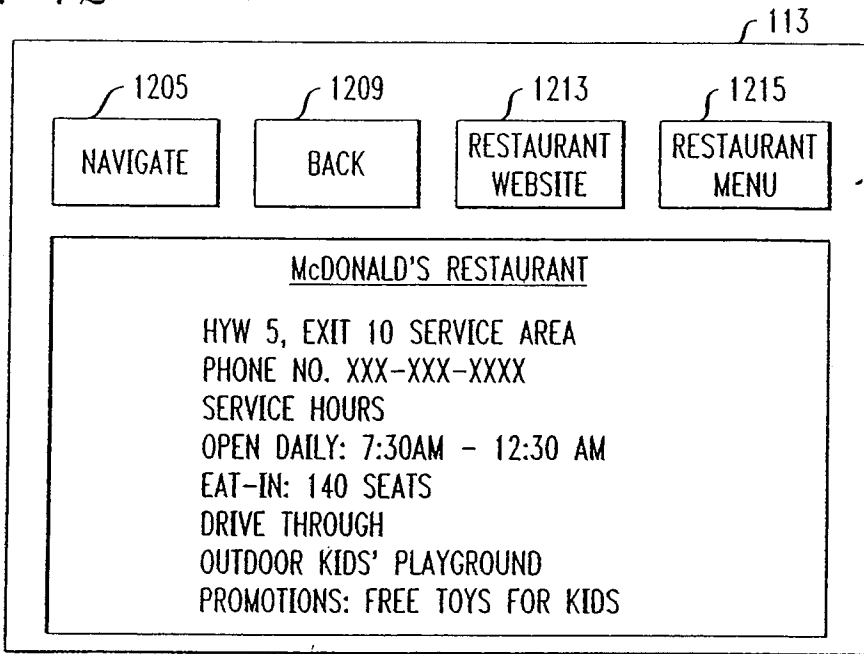 113
1205
1209
1213
1215
NAVIGATE
BACK
RESTAURANT
WEBSITE
RESTAURANT
MENU
McDONALD'S RESTAURANT
HYW 5, EXIT 10 SERVICE AREA
PHONE NO. XXX-XXX-XXXX
SERVICE HOURS
OPEN DAILY: 7:30AM - 12:30 AM
EAT-IN: 140 SEATS
DRIVE THROUGH
OUTDOOR KIDS' PLAYGROUND
PROMOTIONS: FREE TOYS FOR KIDS